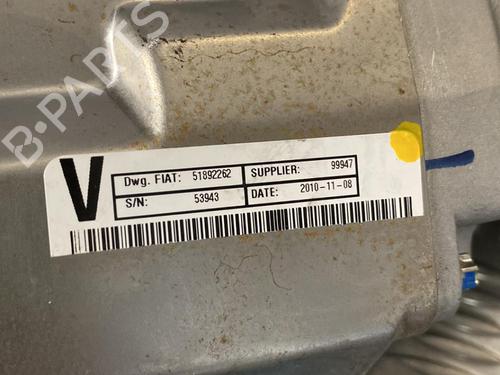 B-PARTS
V
Dwg. FIAT: 51892262 SUPPLIER: 99947
S/N: 53943 DATE: 2010-11-08